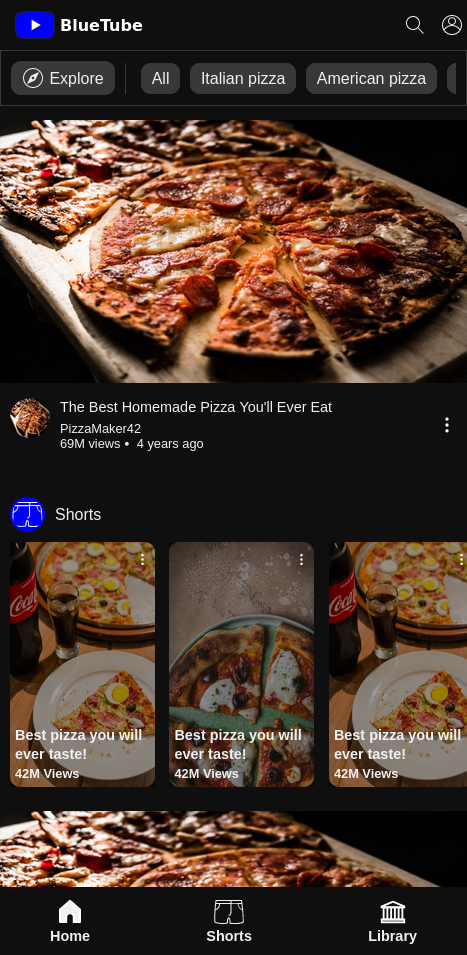 BlueTube
Explore All Italian pizza American pizza
The Best Homemade Pizza You'll Ever Eat
PizzaMaker42
69M views • 4 years ago
Shorts
Coca
Coca
Best pizza you will
ever taste!
42M Views
Best pizza you will
ever taste!
42M Views
Best pizza you will
ever taste!
42M Views
Home Shorts Library